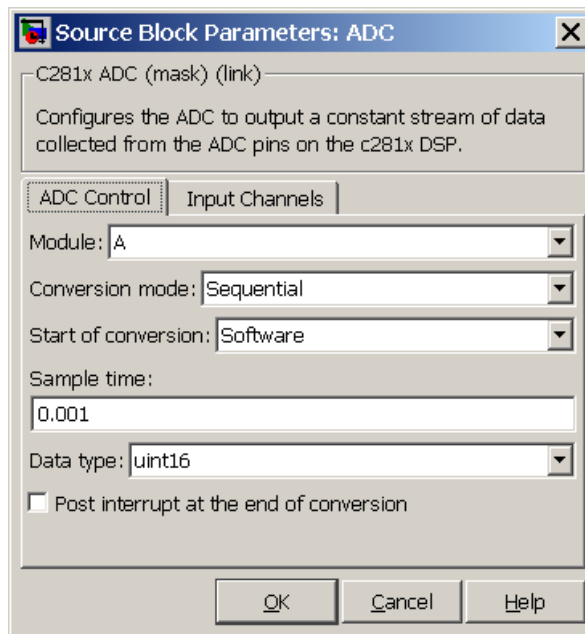 Source Block Parameters: ADC
C281x ADC (mask) (link)
Configures the ADC to output a constant stream of data
collected from the ADC pins on the c281x DSP.
ADC Control Input Channels
Module: A
Conversion mode: Sequential
Start of conversion: Software
Sample time:
0.001
Data type: uint16
Post interrupt at the end of conversion
OK Cancel Help